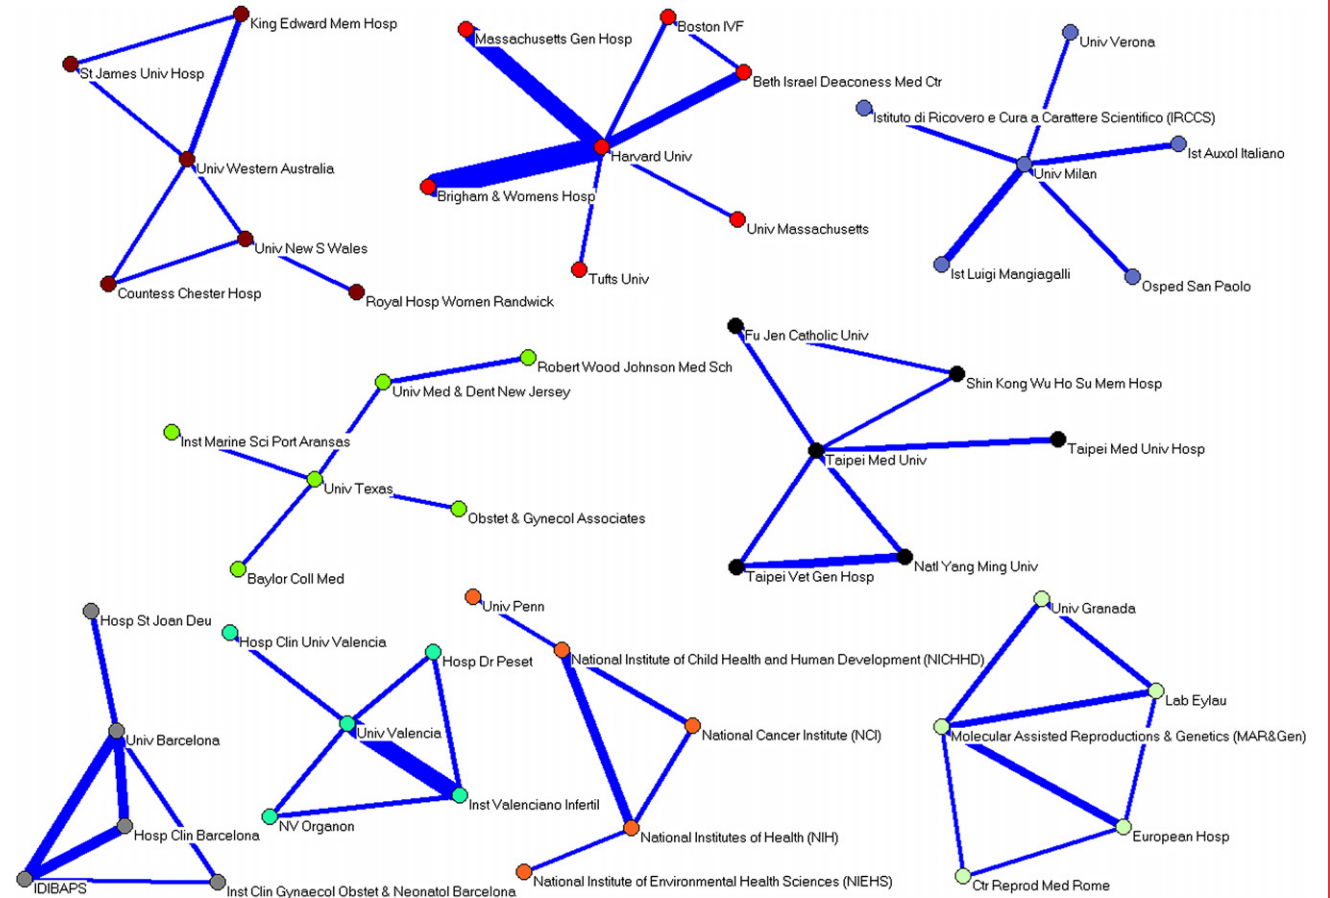 King Edward Mem Hosp
St James Univ Hosp
Univ Western Australia
Univ New S Wales
Countess Chester Hosp
Royal Hosp Women Randwick
Massachusetts Gen Hosp
Boston IVF
Beth Israel Deaconess Med Ctr
Harvard Univ
Brigham & Womens Hosp
Univ Massachusetts
Tufts Univ
Univ Verona
Istituto di Ricovero e Cura a Carattere Scientifico (IRCCS)
Ist Auxol Italiano
Univ Milan
Ist Luigi Mangiagalli
Osped San Paolo
Robert Wood Johnson Med Sch
Univ Med & Dent New Jersey
Inst Marine Sci Port Aransas
Univ Texas
Obstet & Gynecol Associates
Baylor Coll Med
Fu Jen Catholic Univ
Shin Kong Wu Ho Su Mem Hosp
Taipei Med Univ Hosp
Taipei Med Univ
Taipei Vet Gen Hosp
Natl Yang Ming Univ
Hosp St Joan Deu
Univ Barcelona
Hosp Clin Barcelona
IDIBAPS
Inst Clin Gynaecol Obstet & Neonatol Barcelona
Hosp Clin Univ Valencia
Hosp Dr Peset
Univ Valencia
Inst Valenciano Infertil
NV Organon
Univ Penn
National Institute of Child Health and Human Development (NICHHD)
National Cancer Institute (NCI)
National Institutes of Health (NIH)
National Institute of Environmental Health Sciences (NIEHS)
Univ Granada
Lab Eylau
Molecular Assisted Reproductions & Genetics (MAR&Gen)
European Hosp
Ctr Reprod Med Rome